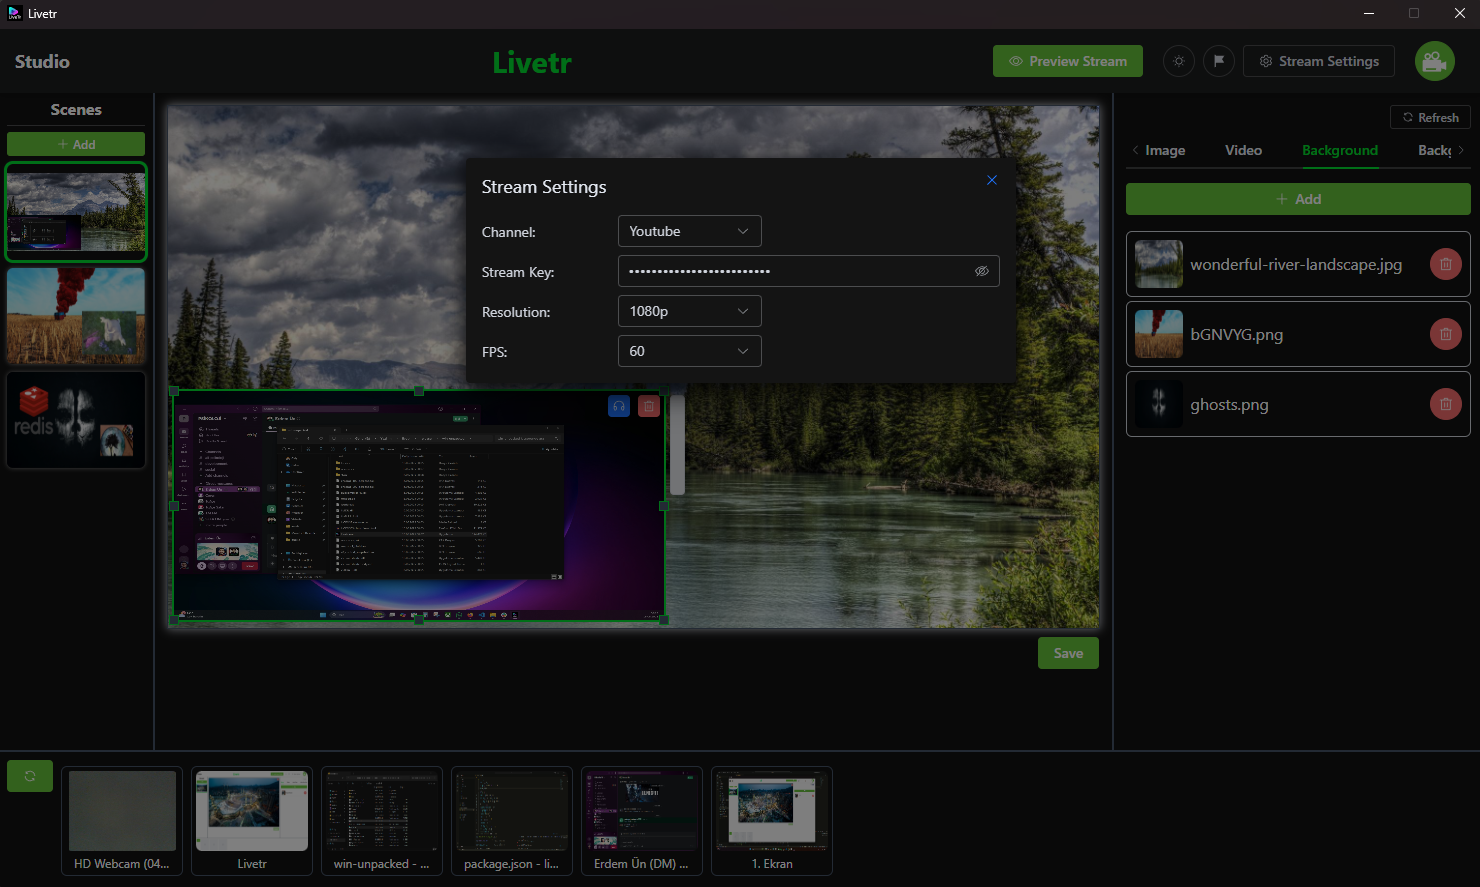 Livetr
Studio
Livetr
Preview Stream
Stream Settings
Scenes
Add
redis
Stream Settings
Channel:
Youtube
Stream Key:
••••••••••••••••••••••••••
Resolution:
1080p
FPS:
60
Save
Refresh
Image
Video
Background
Backg
Add
wonderful-river-landscape.jpg
bGNVYG.png
ghosts.png
HD Webcam (04...
Livetr
win-unpacked - ...
package.json - li...
Erdem Ün (DM) ...
1. Ekran